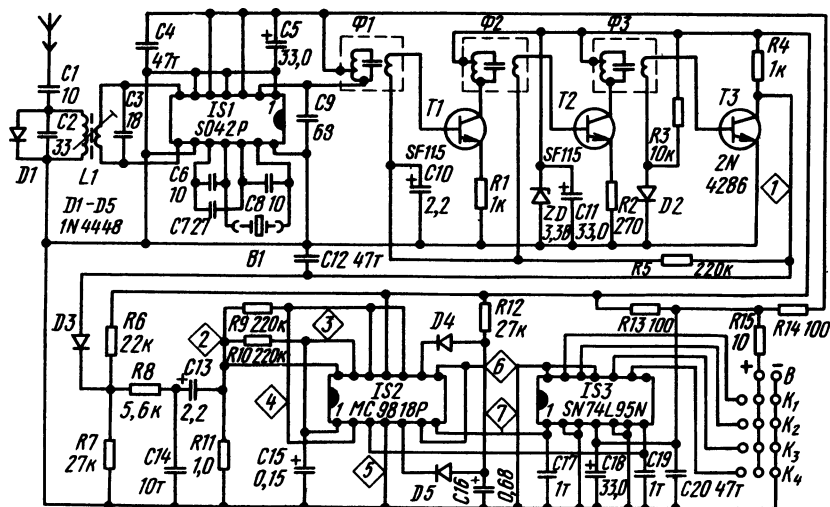 C4
47т
C5
+
33,0
Ф1
Ф2
Ф3
R4
1к
C1
10
C2
33
C3
18
IS1
SO42P
1
C9
68
T1
T2
T3
D1
L1
D1-D5
1N4448
C6
10
C8 10
C7 27
B1
SF115
+
C10
2,2
R1
1к
SF115
ZD
3,3В
+
C11
33,0
R2
270
D2
R3
10к
2N
4286
1
C12 47т
R5
220к
D3
R6
22к
2
R9 220к
3
R10 220к
D4
R12
27к
R13 100
R15
10
R14 100
R8
5,6к
+
C13
2,2
4
IS2
1
MC9818P
6
7
IS3
1
SN74L95N
+
−
B
K1
K2
K3
K4
R7
27к
C14
10т
R11
1,0
C15
+
0,15
5
D5
C16
+
0,68
C17
1т
+
C18
33,0
C19
1т
C20 47т